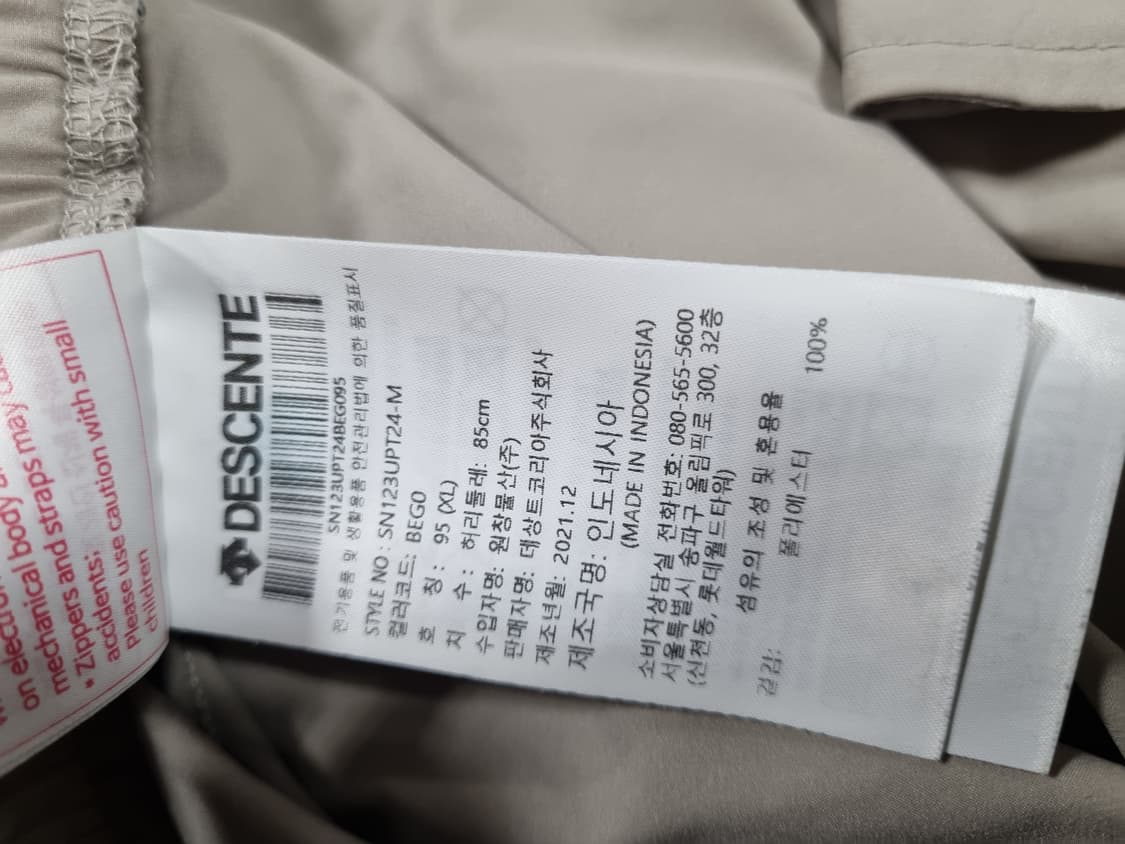 on electron
mechanical body a
mechanisms and straps may
• Zippers and straps with small
accidents:
Please use caution with small
children
DESCENTE
SN123UPT24BEG095
전기용품 및 생활용품 안전관리법에 의한 품질표시
STYLE NO : SN123UPT24-M
컬러코드: BEG0
호 칭: 95 (XL)
치 수: 허리둘레: 85cm
수입자명: 원창물산(주)
판매자명: 데상트코리아주식회사
제조년월: 2021.12
제조국명: 인도네시아
(MADE IN INDONESIA)
소비자상담실 전화번호: 080-565-5600
서울특별시 송파구 올림픽로 300, 32층
(신천동, 롯데월드타워)
섬유의 조성 및 혼용율
겉감: 폴리에스터 100%